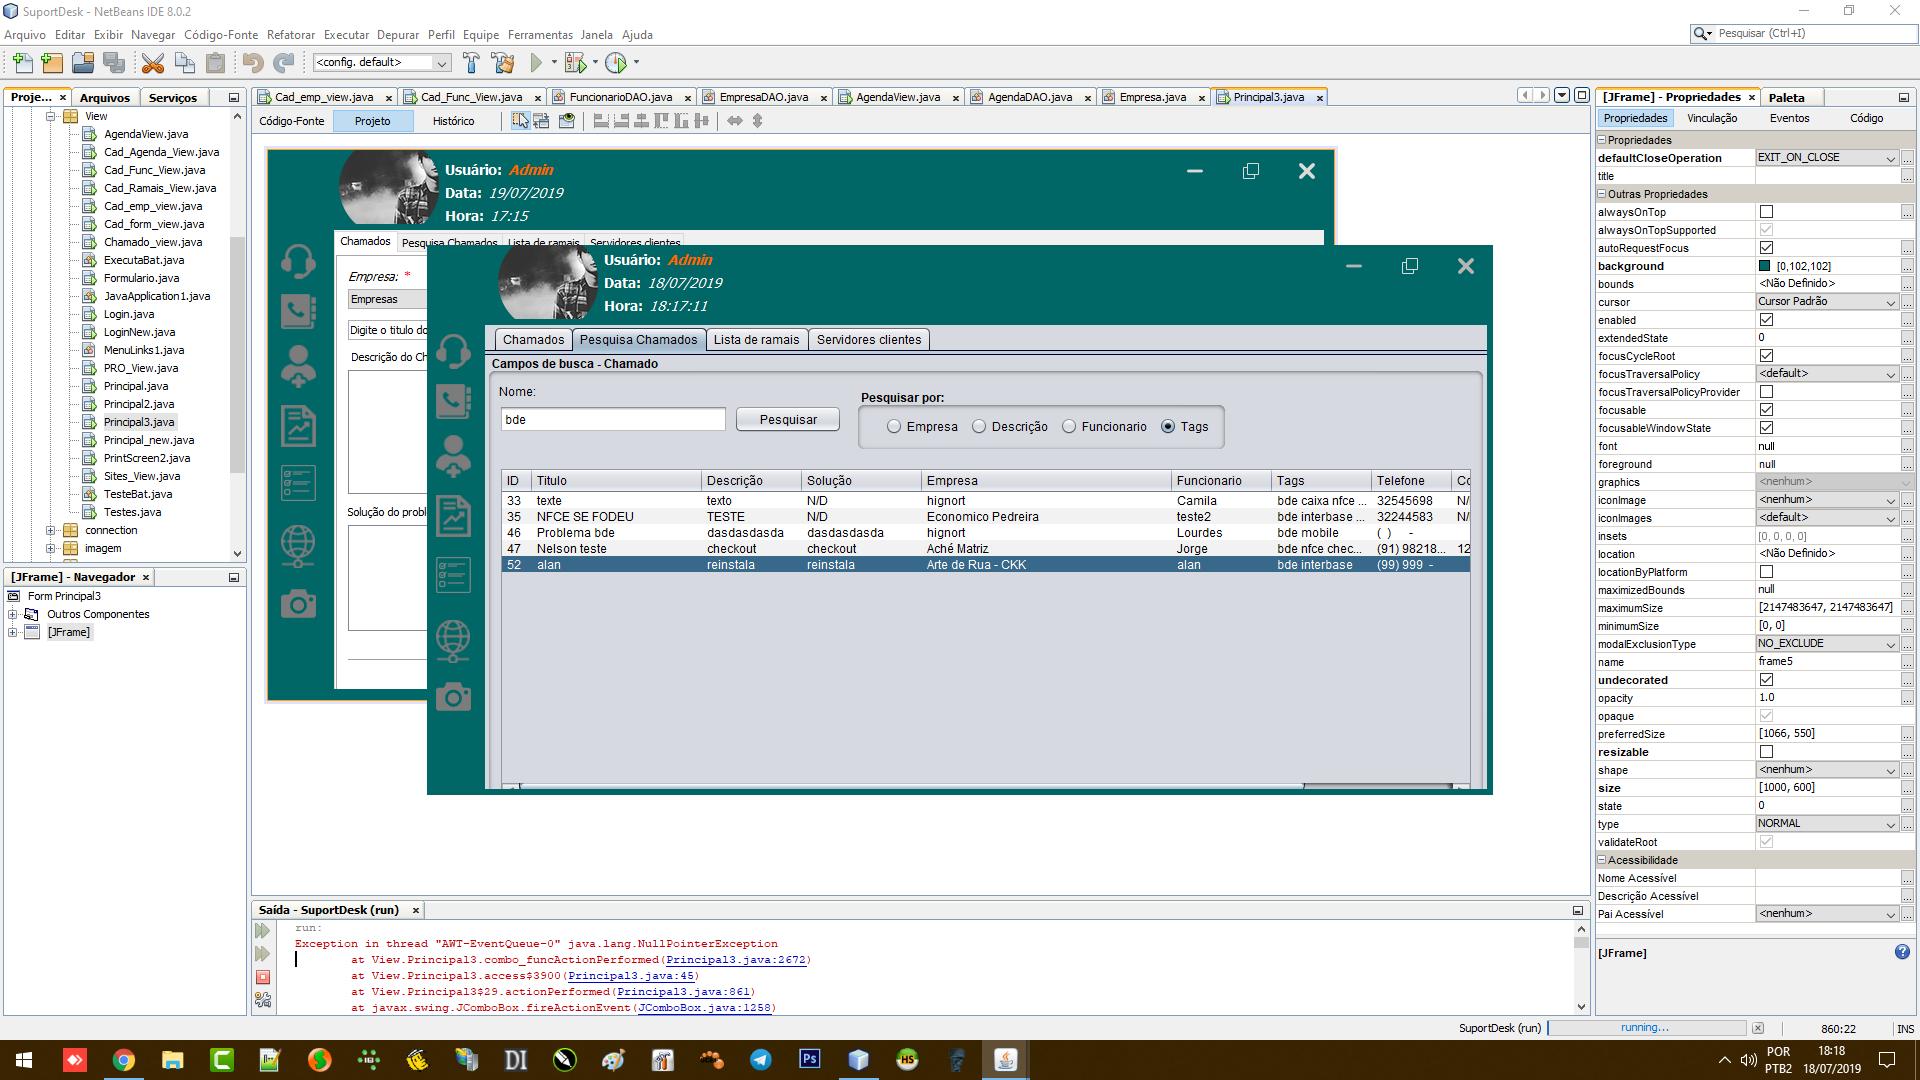 SuportDesk - NetBeans IDE 8.0.2
Arquivo Editar Exibir Navegar Código-Fonte Refatorar Executar Depurar Perfil Equipe Ferramentas Janela Ajuda
Pesquisar (Ctrl+I)
<config. default>
Proje... Arquivos Serviços
View
AgendaView.java
Cad_Agenda_View.java
Cad_Func_View.java
Cad_Ramais_View.java
Cad_emp_view.java
Cad_form_view.java
Chamado_view.java
ExecutaBat.java
Formulario.java
JavaApplication1.java
Login.java
LoginNew.java
MenuLinks1.java
PRO_View.java
Principal.java
Principal2.java
Principal3.java
Principal_new.java
PrintScreen2.java
Sites_View.java
TesteBat.java
Testes.java
connection
imagem
[JFrame] - Navegador
Form Principal3
Outros Componentes
[JFrame]
Cad_emp_view.java Cad_Func_View.java FuncionarioDAO.java EmpresaDAO.java AgendaView.java AgendaDAO.java Empresa.java Principal3.java
Código-Fonte Projeto Histórico
Usuário: Admin
Data: 19/07/2019
Hora: 17:15
Chamados Pesquisa Chamados Lista de ramais Servidores clientes
Empresa: *
Empresas
Digite o titulo do
Descrição do Ch
Solução do probl
Usuário: Admin
Data: 18/07/2019
Hora: 18:17:11
Chamados Pesquisa Chamados Lista de ramais Servidores clientes
Campos de busca - Chamado
Nome:
bde
Pesquisar
Pesquisar por:
Empresa Descrição Funcionario Tags
ID Titulo Descrição Solução Empresa Funcionario Tags Telefone Co
33 texte texto N/D hignort Camila bde caixa nfce ... 32545698 N/
35 NFCE SE FODEU TESTE N/D Economico Pedreira teste2 bde interbase ... 32244583 N/
46 Problema bde dasdasdasda dasdasdasda hignort Lourdes bde mobile ( ) -
47 Nelson teste checkout checkout Aché Matriz Jorge bde nfce chec... (91) 98218... 12
52 alan reinstala reinstala Arte de Rua - CKK alan bde interbase (99) 999 -
Saída - SuportDesk (run)
run:
Exception in thread "AWT-EventQueue-0" java.lang.NullPointerException
at View.Principal3.combo_funcActionPerformed(Principal3.java:2672)
at View.Principal3.access$3900(Principal3.java:45)
at View.Principal3$29.actionPerformed(Principal3.java:861)
at javax.swing.JComboBox.fireActionEvent(JComboBox.java:1258)
[JFrame] - Propriedades Paleta
Propriedades Vinculação Eventos Código
Propriedades
defaultCloseOperation EXIT_ON_CLOSE
title
Outras Propriedades
alwaysOnTop
alwaysOnTopSupported
autoRequestFocus
background [0,102,102]
bounds <Não Definido>
cursor Cursor Padrão
enabled
extendedState 0
focusCycleRoot
focusTraversalPolicy <default>
focusTraversalPolicyProvider
focusable
focusableWindowState
font null
foreground null
graphics <nenhum>
iconImage <nenhum>
iconImages <default>
insets [0, 0, 0, 0]
location <Não Definido>
locationByPlatform
maximizedBounds null
maximumSize [2147483647, 2147483647]
minimumSize [0, 0]
modalExclusionType NO_EXCLUDE
name frame5
undecorated
opacity 1.0
opaque
preferredSize [1066, 550]
resizable
shape <nenhum>
size [1000, 600]
state 0
type NORMAL
validateRoot
Acessibilidade
Nome Acessível
Descrição Acessível
Pai Acessível <nenhum>
[JFrame]
SuportDesk (run) running... 860:22 INS
DI Ps HS
POR
PTB2
18:18
18/07/2019